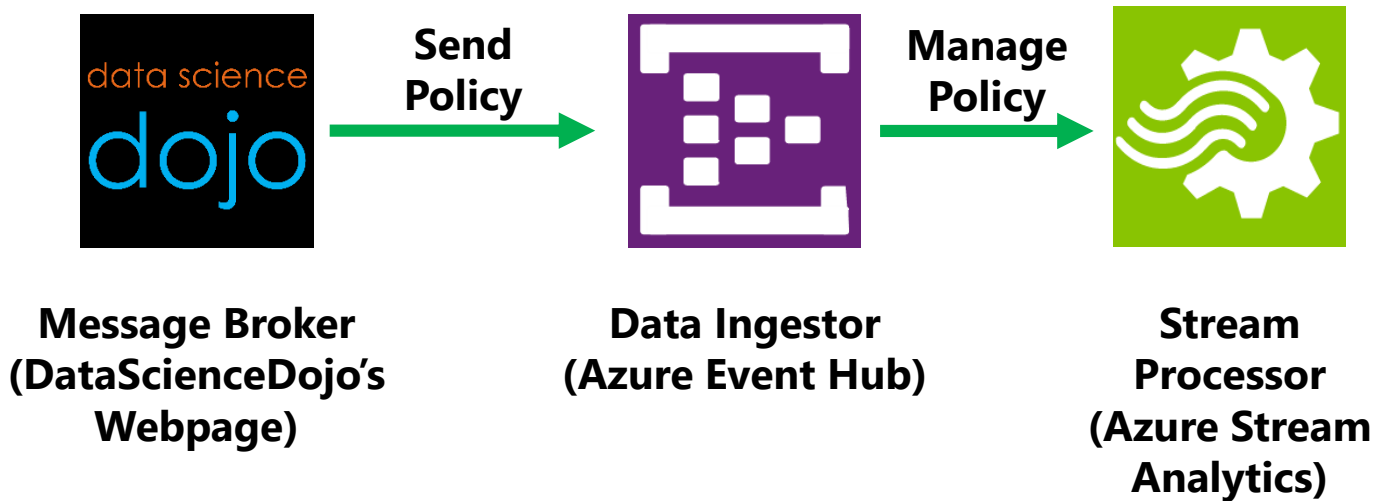 data science
dojo
Send
Policy
Manage
Policy
Message Broker
(DataScienceDojo’s
Webpage)
Data Ingestor
(Azure Event Hub)
Stream
Processor
(Azure Stream
Analytics)